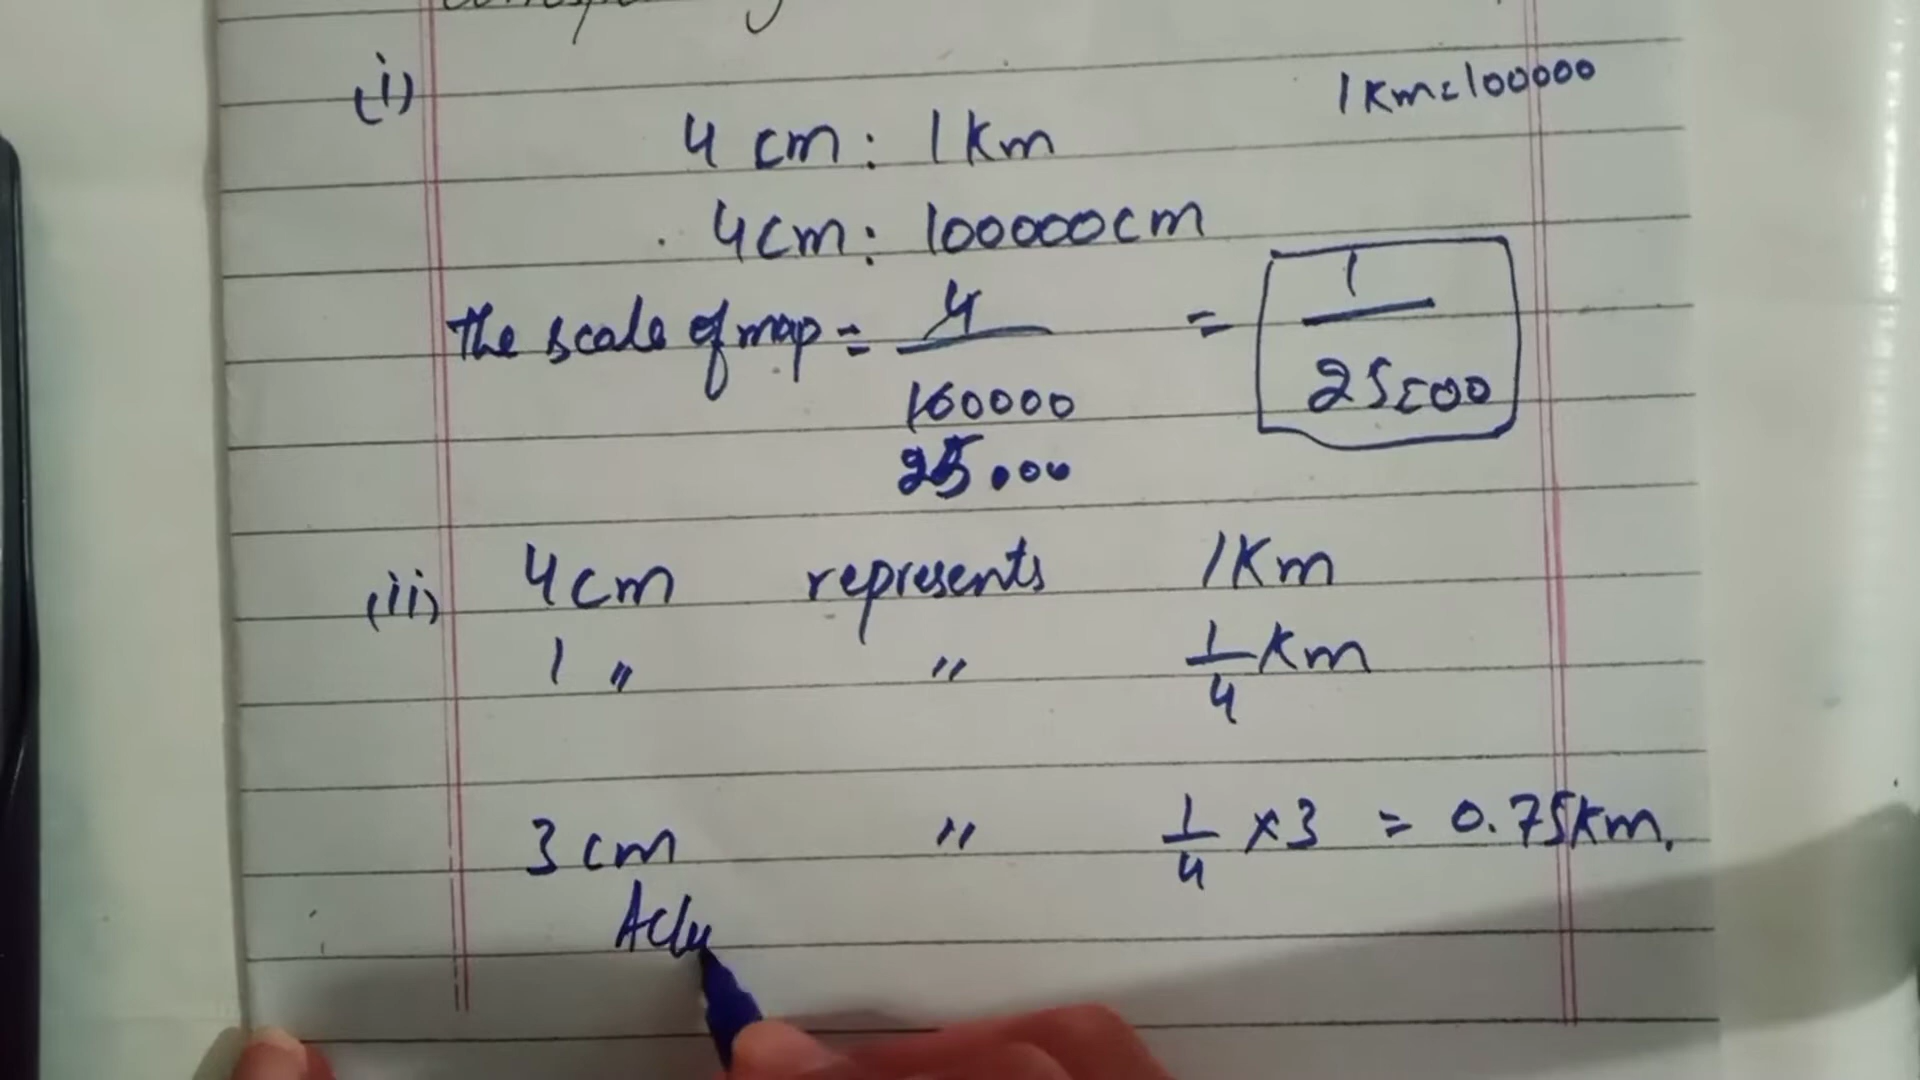 (i)
1Km=100000
4 cm : 1 Km
4cm : 100000cm
the scale of map = 4/100000 = 1/25000
25000
(ii) 4cm represents 1Km
1 〃 〃 1/4 Km
3 cm 〃 1/4 ×3 = 0.75Km.
Actu